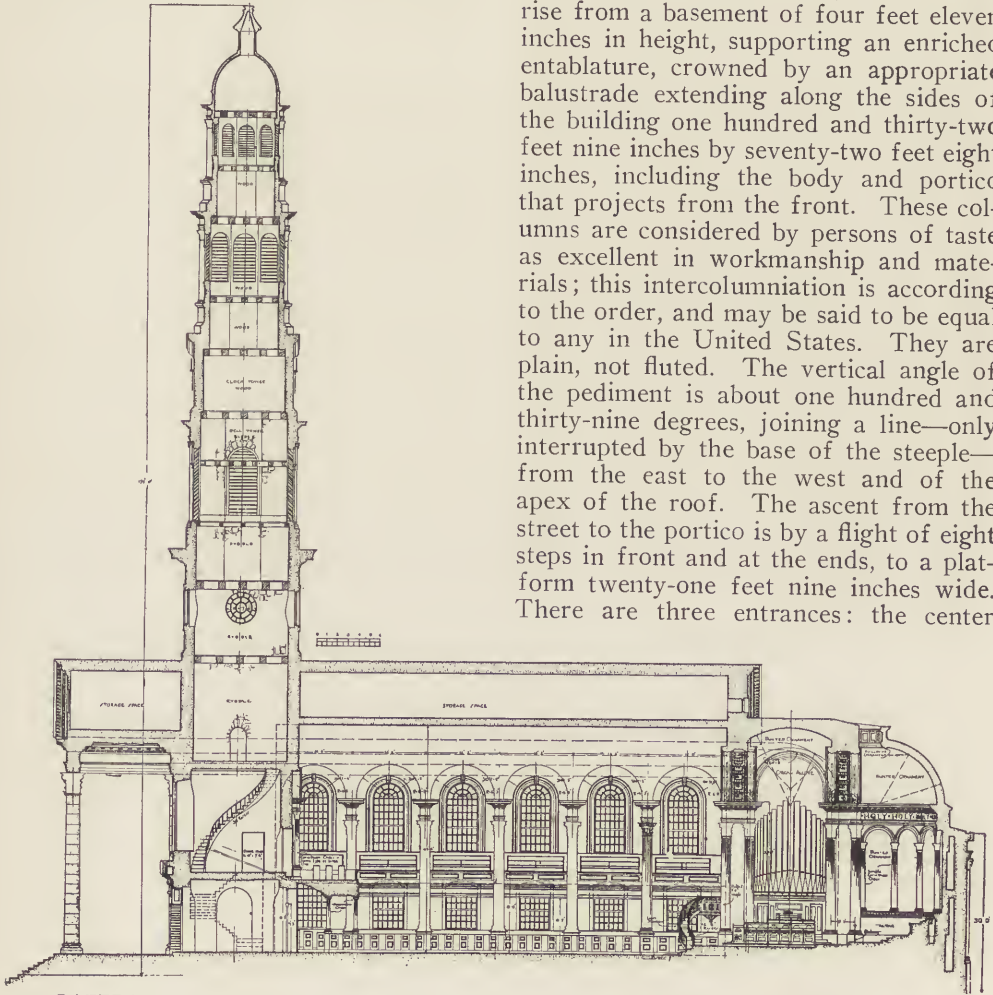 rise from a basement of four feet eleven
inches in height, supporting an enriched
entablature, crowned by an appropriate
balustrade extending along the sides of
the building one hundred and thirty-two
feet nine inches by seventy-two feet eight
inches, including the body and portico
that projects from the front. These col-
umns are considered by persons of taste
as excellent in workmanship and mate-
rials; this intercolumniation is according
to the order, and may be said to be equal
to any in the United States. They are
plain, not fluted. The vertical angle of
the pediment is about one hundred and
thirty-nine degrees, joining a line—only
interrupted by the base of the steeple—
from the east to the west and of the
apex of the roof. The ascent from the
street to the portico is by a flight of eight
steps in front and at the ends, to a plat-
form twenty-one feet nine inches wide.
There are three entrances: the center
CLOCK TOWER
ROOM
STORAGE SPACE
STORAGE SPACE
PAINTED ORNAMENT
PAINTED ORNAMENT
HOLY·HOLY
30'0"